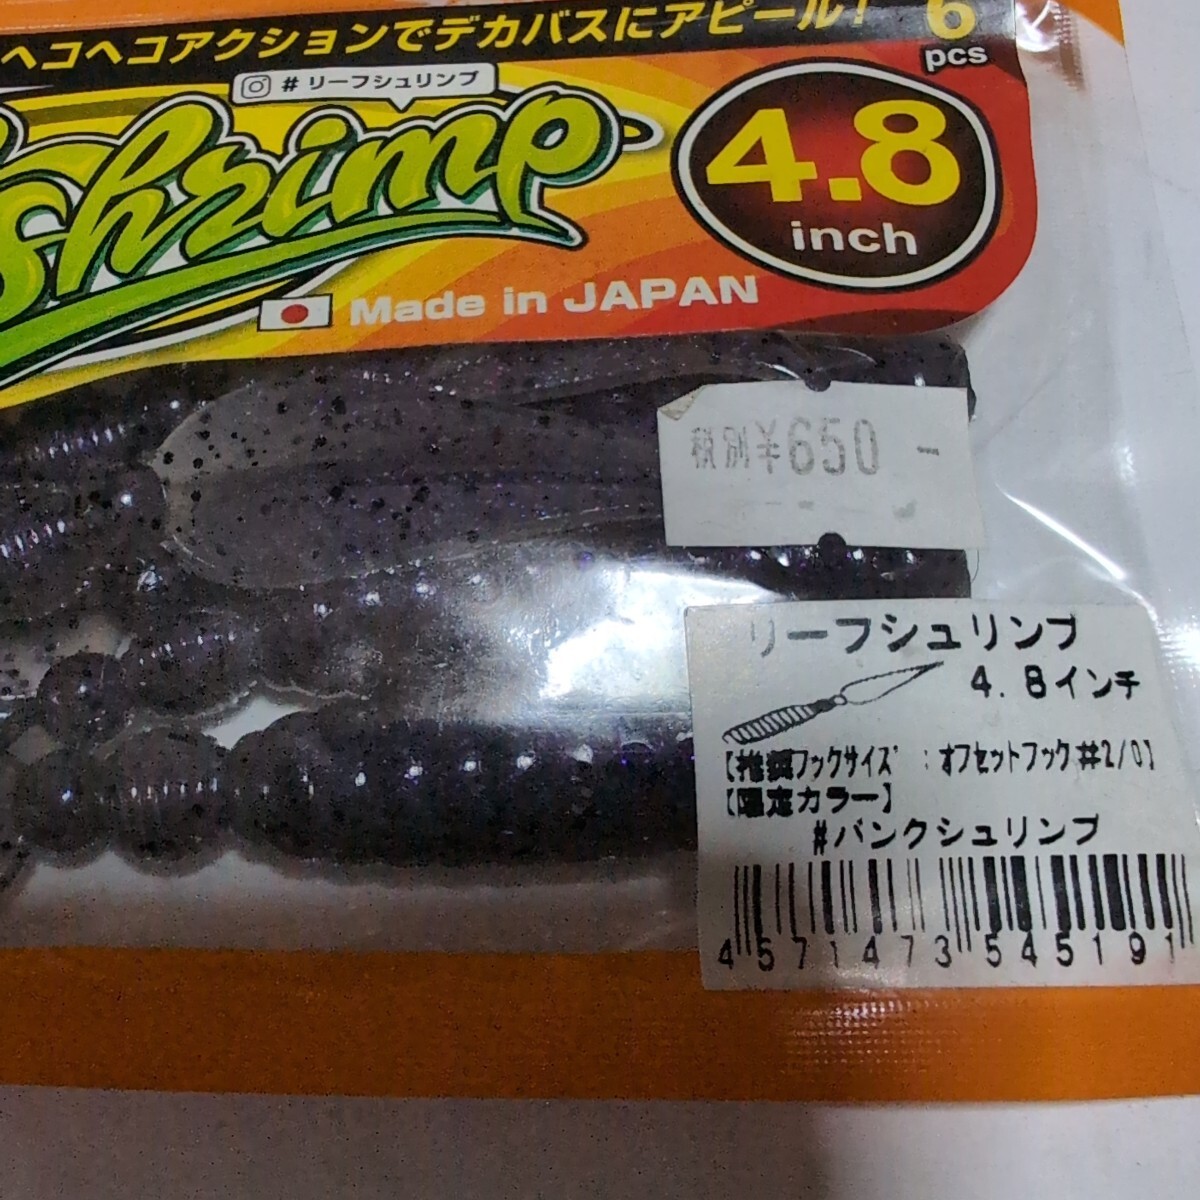 ヘコヘコアクションでデカバスにアピール!
6
pcs
#リーフシュリンプ
shrimp
4.8
inch
Made in JAPAN
税別¥650-
リーフシュリンプ
4.8インチ
【推奨フックサイズ:オフセットフック#2/0】
【限定カラー】
#バンクシュリンプ
4571473545191